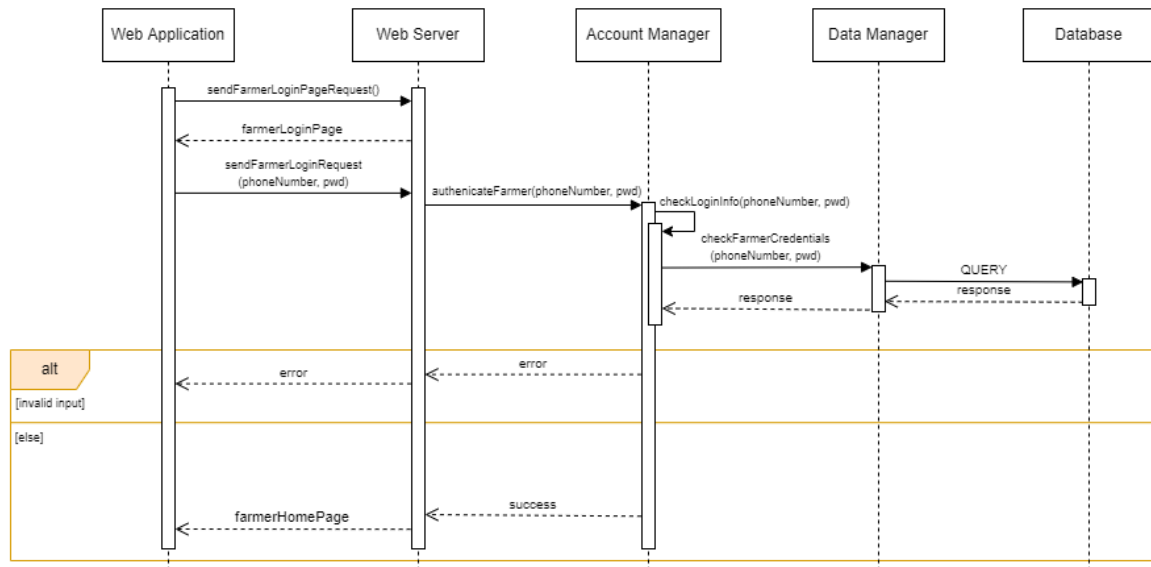 Web Application
Web Server
Account Manager
Data Manager
Database
sendFarmerLoginPageRequest()
farmerLoginPage
sendFarmerLoginRequest
(phoneNumber, pwd)
authenicateFarmer(phoneNumber, pwd)
checkLoginInfo(phoneNumber, pwd)
checkFarmerCredentials
(phoneNumber, pwd)
QUERY
response
response
alt
error
error
[invalid input]
[else]
success
farmerHomePage